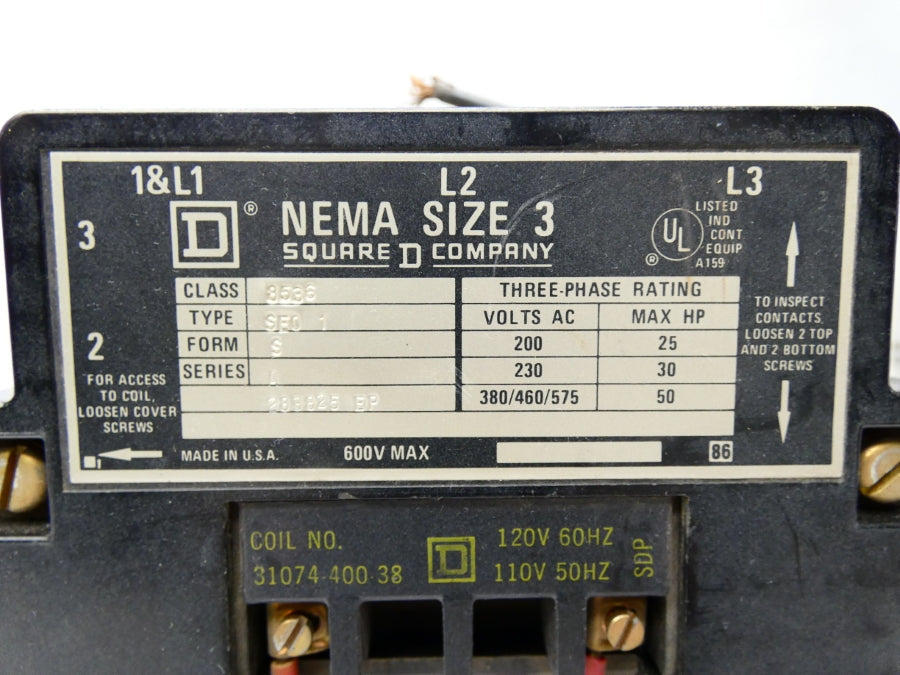 1&L1 L2 L3
3
D ®
NEMA SIZE 3
SQUARE D COMPANY
UL ®
LISTED
IND
CONT
EQUIP
A159
CLASS 8536
TYPE SEO 1
FORM S
SERIES A
THREE-PHASE RATING
VOLTS AC MAX HP
200 25
230 30
380/460/575 50
2
FOR ACCESS
TO COIL,
LOOSEN COVER
SCREWS
TO INSPECT
CONTACTS,
LOOSEN 2 TOP
AND 2 BOTTOM
SCREWS
MADE IN U.S.A. 600V MAX 86
COIL NO. D 120V 60HZ
31074-400-38 110V 50HZ
SDP